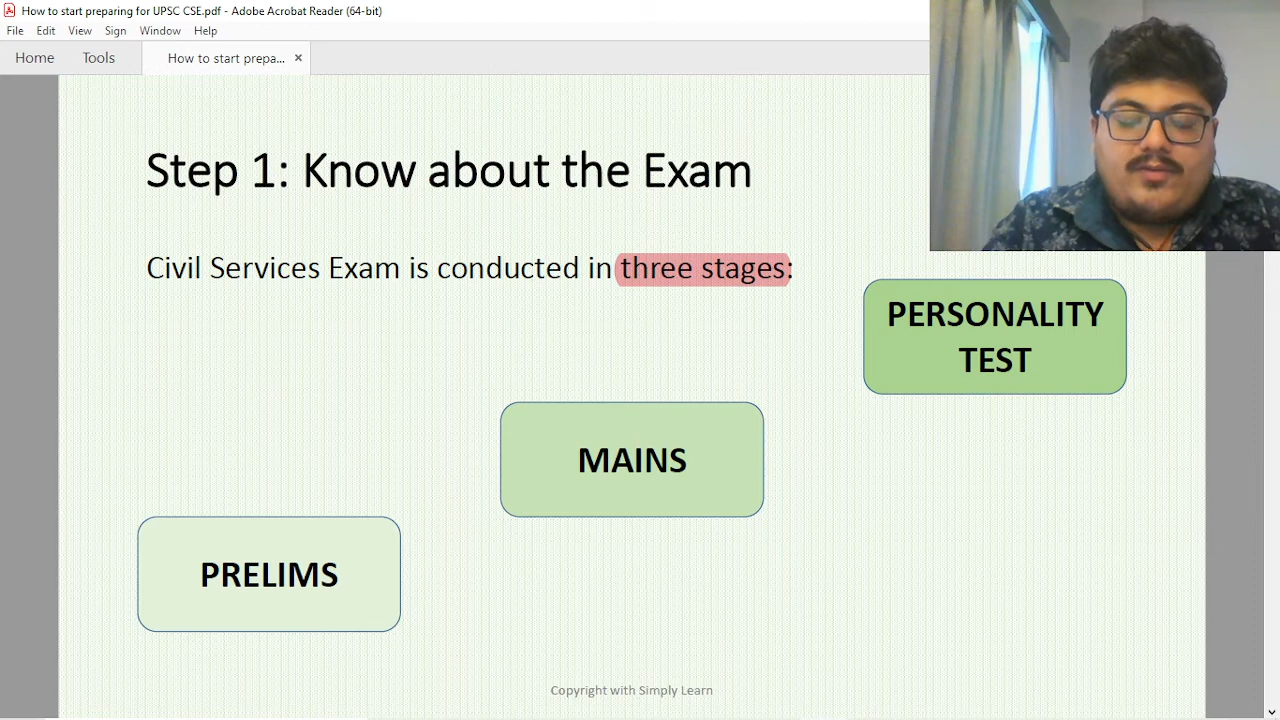 How to start preparing for UPSC CSE.pdf - Adobe Acrobat Reader (64-bit)
File Edit View Sign Window Help
Home Tools How to start prepa... ×
Step 1: Know about the Exam
Civil Services Exam is conducted in three stages:
PERSONALITY
TEST
MAINS
PRELIMS
Copyright with Simply Learn